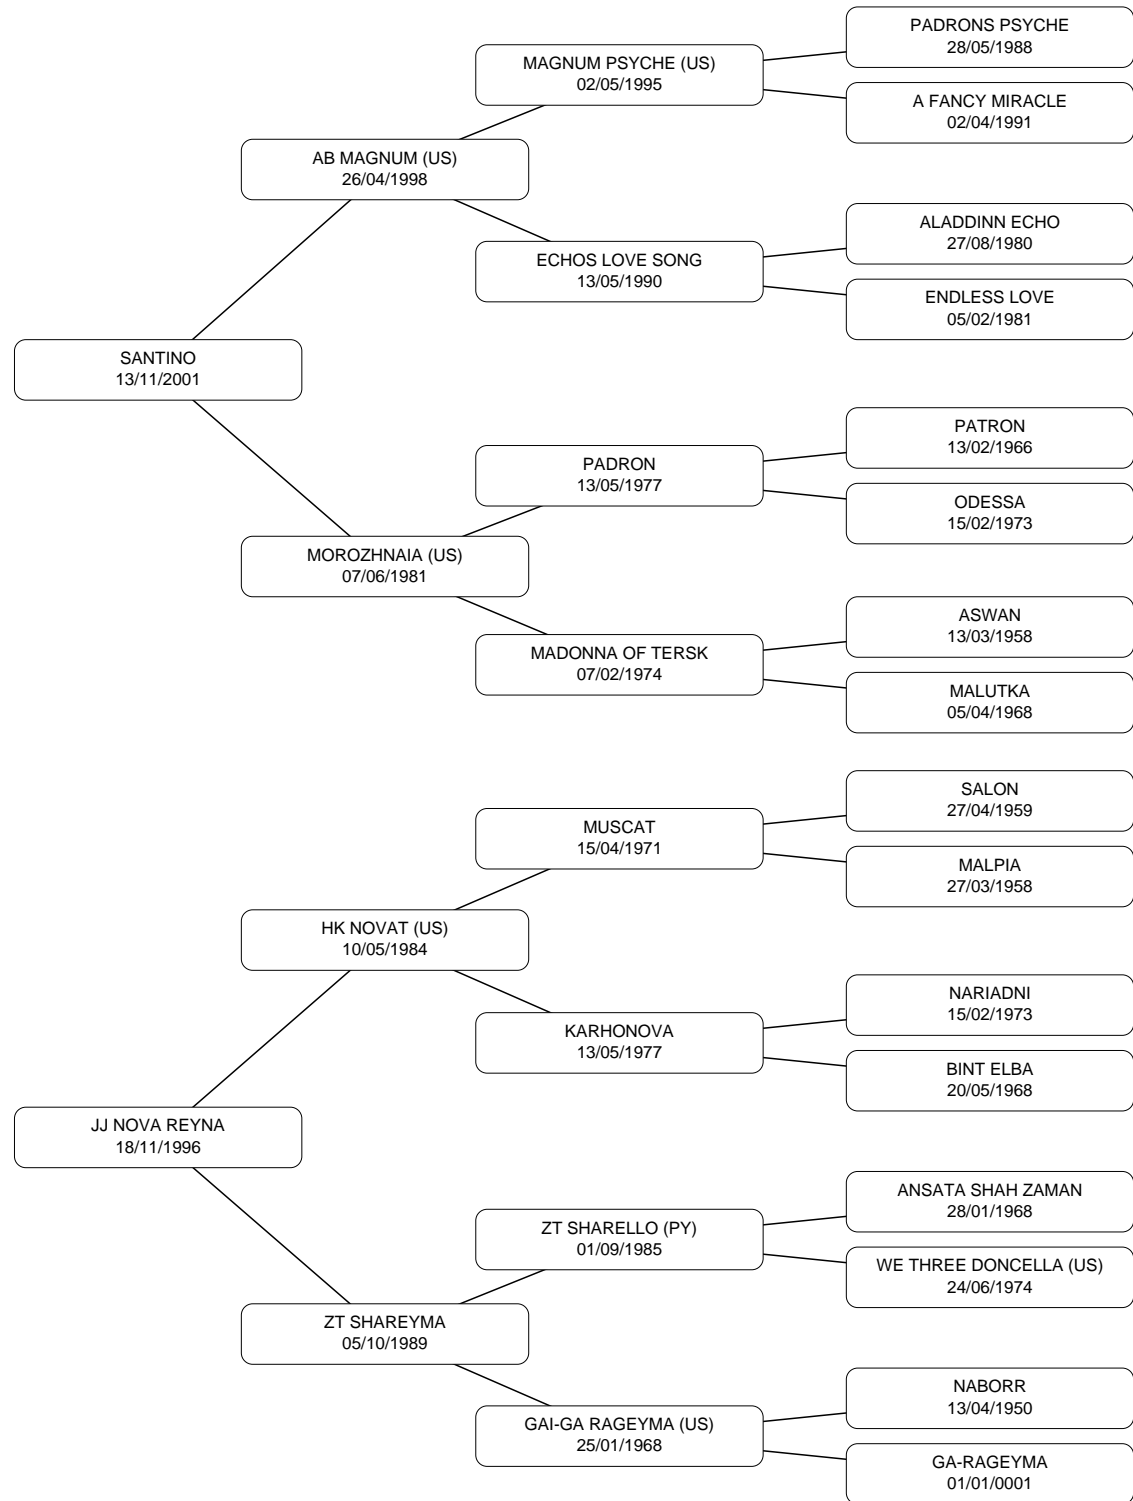 PADRONS PSYCHE
28/05/1988
MAGNUM PSYCHE (US)
02/05/1995
A FANCY MIRACLE
02/04/1991
AB MAGNUM (US)
26/04/1998
ALADDINN ECHO
27/08/1980
ECHOS LOVE SONG
13/05/1990
ENDLESS LOVE
05/02/1981
SANTINO
13/11/2001
PATRON
13/02/1966
PADRON
13/05/1977
ODESSA
15/02/1973
MOROZHNAIA (US)
07/06/1981
ASWAN
13/03/1958
MADONNA OF TERSK
07/02/1974
MALUTKA
05/04/1968
SALON
27/04/1959
MUSCAT
15/04/1971
MALPIA
27/03/1958
HK NOVAT (US)
10/05/1984
NARIADNI
15/02/1973
KARHONOVA
13/05/1977
BINT ELBA
20/05/1968
JJ NOVA REYNA
18/11/1996
ANSATA SHAH ZAMAN
28/01/1968
ZT SHARELLO (PY)
01/09/1985
WE THREE DONCELLA (US)
24/06/1974
ZT SHAREYMA
05/10/1989
NABORR
13/04/1950
GAI-GA RAGEYMA (US)
25/01/1968
GA-RAGEYMA
01/01/0001